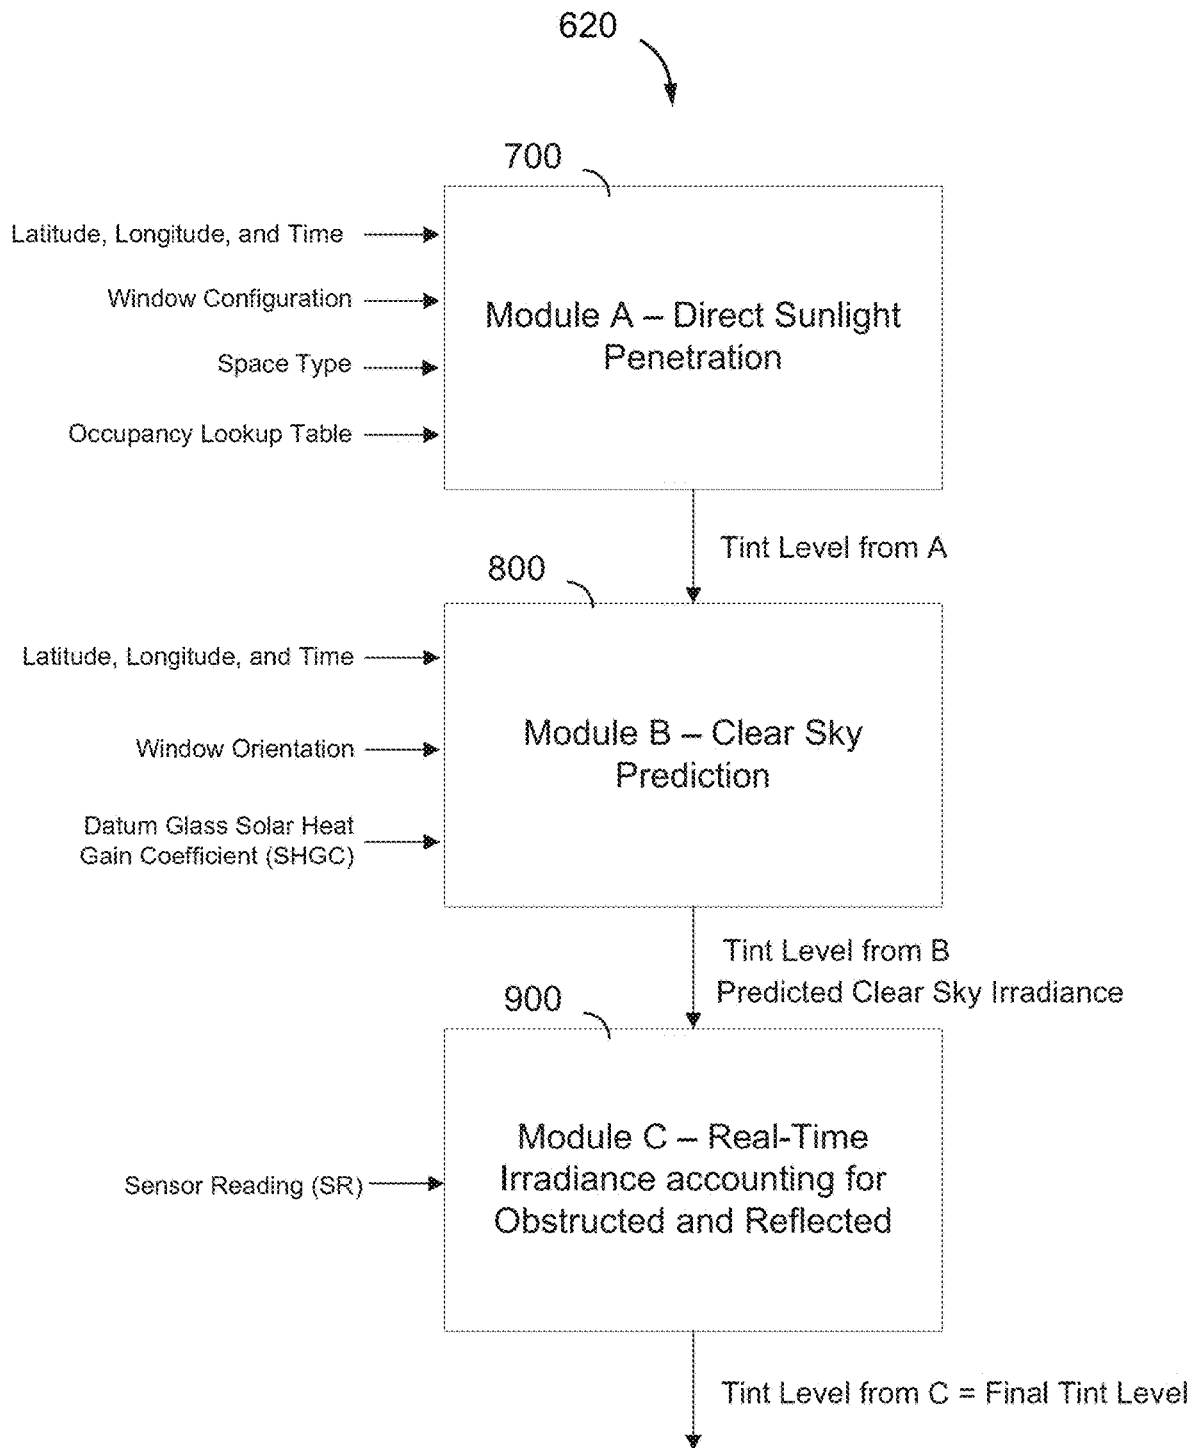 620
700
Latitude, Longitude, and Time
Window Configuration
Space Type
Occupancy Lookup Table
Module A – Direct Sunlight
Penetration
Tint Level from A
800
Latitude, Longitude, and Time
Window Orientation
Datum Glass Solar Heat
Gain Coefficient (SHGC)
Module B – Clear Sky
Prediction
Tint Level from B
Predicted Clear Sky Irradiance
900
Sensor Reading (SR)
Module C – Real-Time
Irradiance accounting for
Obstructed and Reflected
Tint Level from C = Final Tint Level